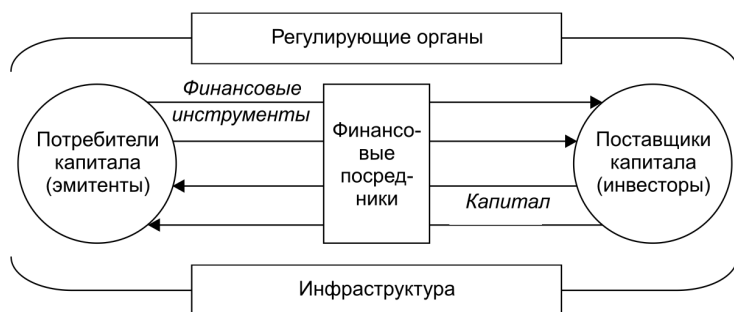 Регулирующие органы
Финансовые
инструменты
Потребители
капитала
(эмитенты)
Финансо-
вые
посред-
ники
Поставщики
капитала
(инвесторы)
Капитал
Инфраструктура